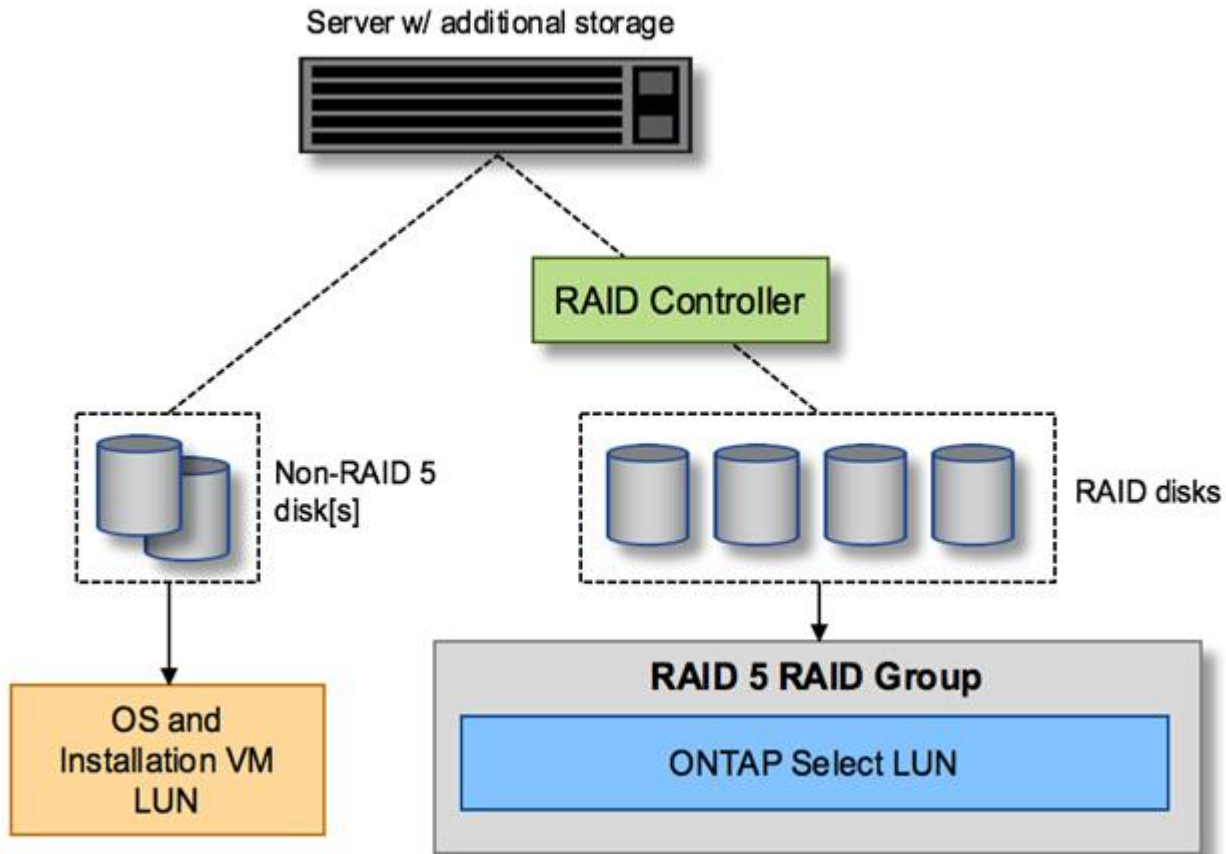 Server w/ additional storage
RAID Controller
Non-RAID 5
disk[s]
RAID disks
OS and
Installation VM
LUN
RAID 5 RAID Group
ONTAP Select LUN